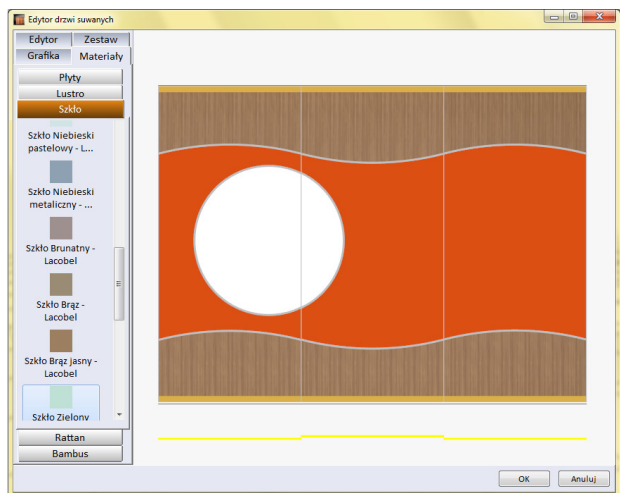 Edytor drzwi suwanych
Edytor Zestaw
Grafika Materiały
Płyty
Lustro
Szkło
Szkło Niebieski
pastelowy - L...
Szkło Niebieski
metaliczny - ...
Szkło Brunatny -
Lacobel
Szkło Brąz -
Lacobel
Szkło Brąz jasny -
Lacobel
Szkło Zielony
Rattan
Bambus
OK Anuluj